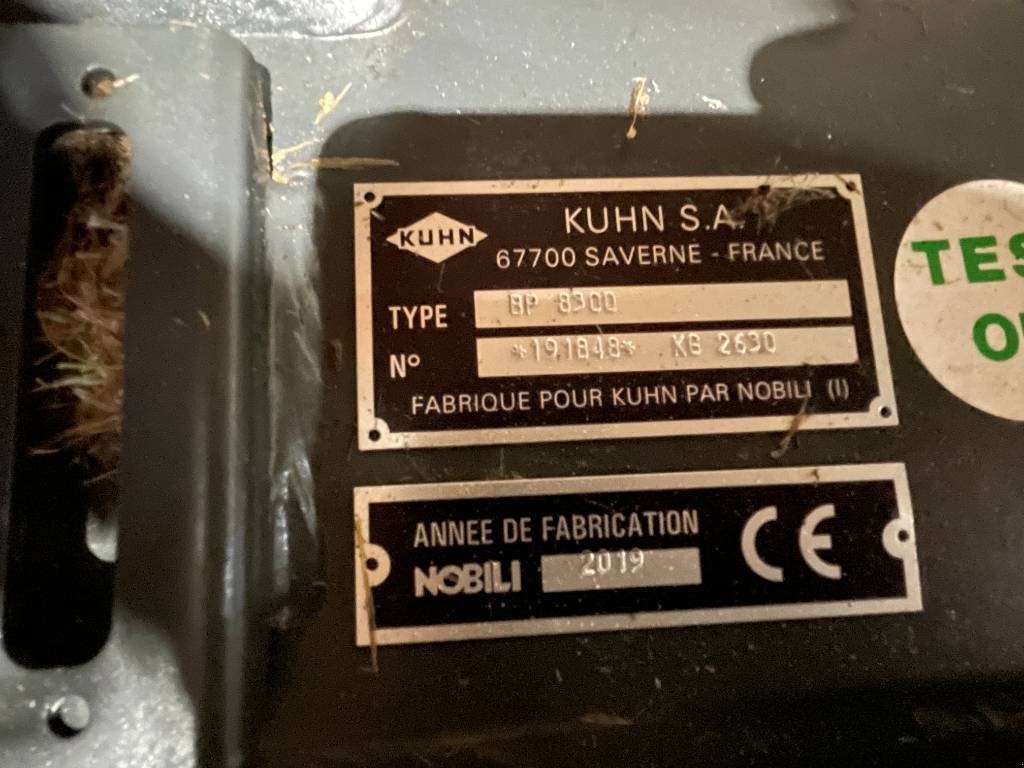 KUHN
KUHN S.A.
67700 SAVERNE - FRANCE
TYPE BP 8300
N° *191848* KB 2630
FABRIQUE POUR KUHN PAR NOBILI (I)
ANNEE DE FABRICATION
NOBILI 2019
CE